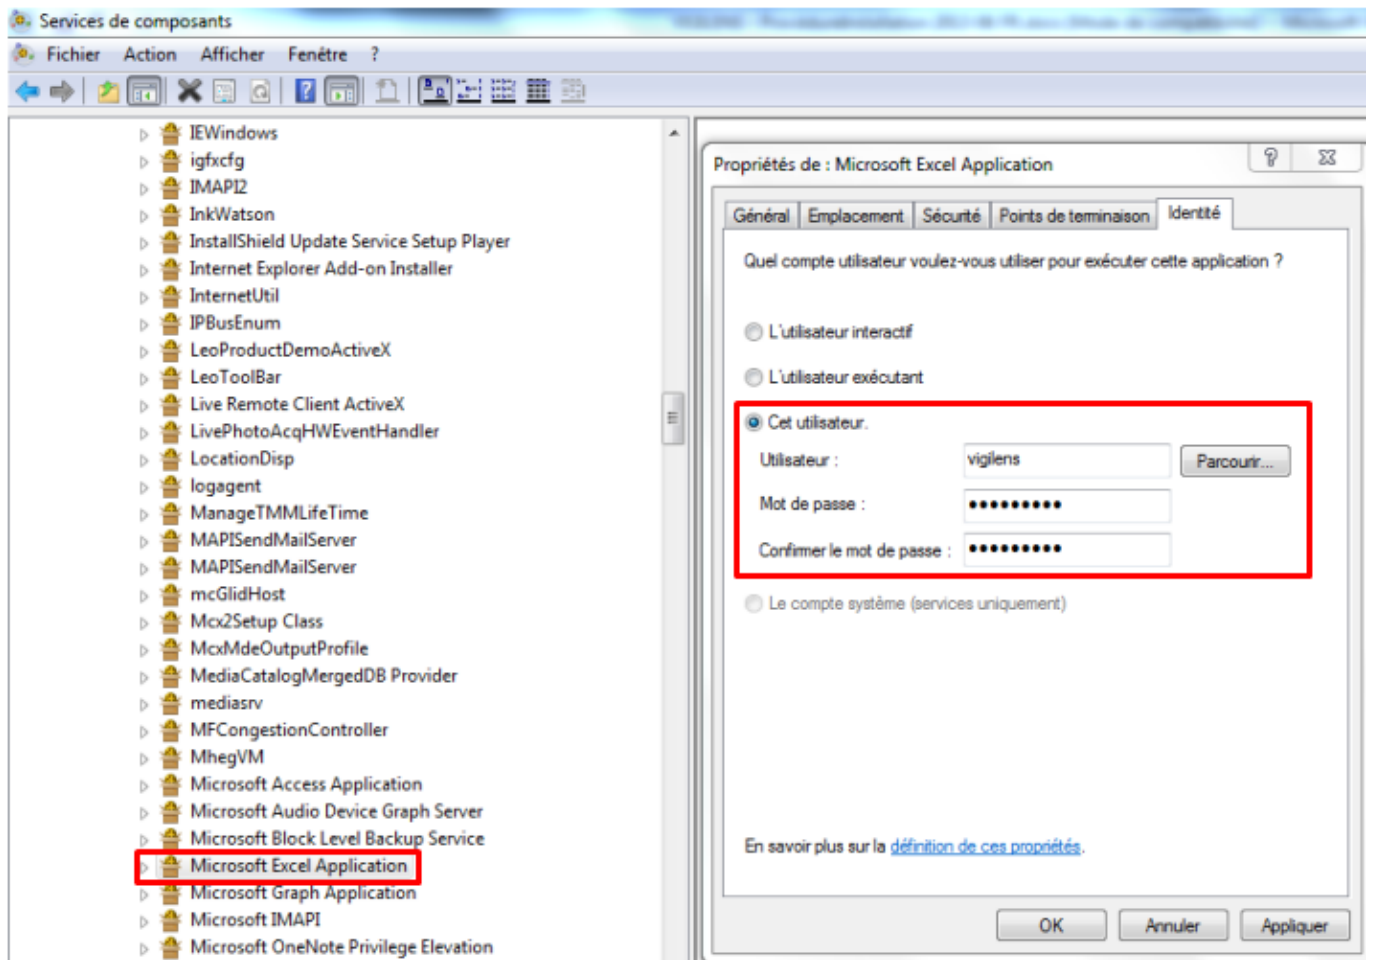 Services de composants
Fichier Action Afficher Fenêtre ?
IEWindows
igfxcfg
IMAPI2
InkWatson
InstallShield Update Service Setup Player
Internet Explorer Add-on Installer
InternetUtil
IPBusEnum
LeoProductDemoActiveX
LeoToolBar
Live Remote Client ActiveX
LivePhotoAcqHWEventHandler
LocationDisp
logagent
ManageTMMLifeTime
MAPISendMailServer
MAPISendMailServer
mcGlidHost
Mcx2Setup Class
McxMdeOutputProfile
MediaCatalogMergedDB Provider
mediasrv
MFCongestionController
MhegVM
Microsoft Access Application
Microsoft Audio Device Graph Server
Microsoft Block Level Backup Service
Microsoft Excel Application
Microsoft Graph Application
Microsoft IMAPI
Microsoft OneNote Privilege Elevation
Propriétés de : Microsoft Excel Application
Général Emplacement Sécurité Points de terminaison Identité
Quel compte utilisateur voulez-vous utiliser pour exécuter cette application ?
L'utilisateur interactif
L'utilisateur exécutant
Cet utilisateur.
Utilisateur : vigilens Parcourir...
Mot de passe : •••••••••
Confirmer le mot de passe : •••••••••
Le compte système (services uniquement)
En savoir plus sur la définition de ces propriétés.
OK Annuler Appliquer